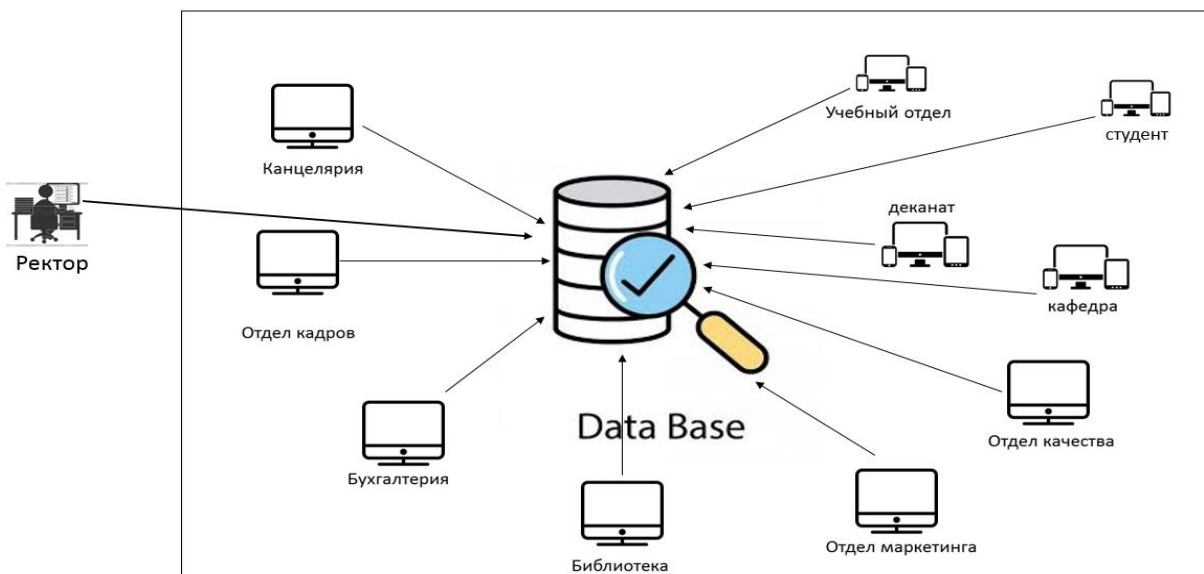 Учебный отдел
студент
Канцелярия
деканат
Ректор
кафедра
Отдел кадров
Data Base
Отдел качества
Бухгалтерия
Отдел маркетинга
Библиотека